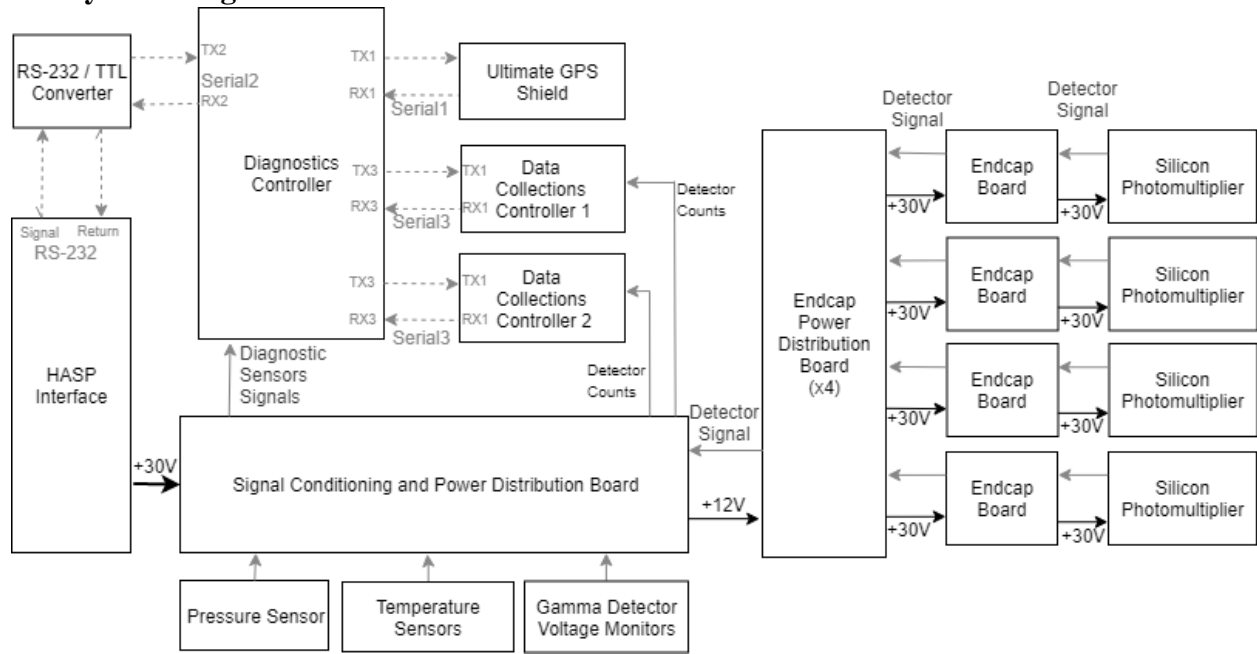 TX2
Serial2
RX2
TX1
RX1
Serial1
RS-232 / TTL
Converter
Ultimate GPS
Shield
Diagnostics
Controller
TX3
TX1
RX3
RX1
Serial3
Data
Collections
Controller 1
TX3
TX1
RX3
RX1
Serial3
Data
Collections
Controller 2
Detector
Counts
Detector
Counts
Signal
Return
RS-232
HASP
Interface
Diagnostic
Sensors
Signals
+30V
Signal Conditioning and Power Distribution Board
Detector
Signal
+12V
Pressure Sensor
Temperature
Sensors
Gamma Detector
Voltage Monitors
Endcap
Power
Distribution
Board
(x4)
Detector
Signal
Detector
Signal
+30V
Endcap
Board
+30V
Silicon
Photomultiplier
+30V
Endcap
Board
+30V
Silicon
Photomultiplier
+30V
Endcap
Board
+30V
Silicon
Photomultiplier
+30V
Endcap
Board
+30V
Silicon
Photomultiplier